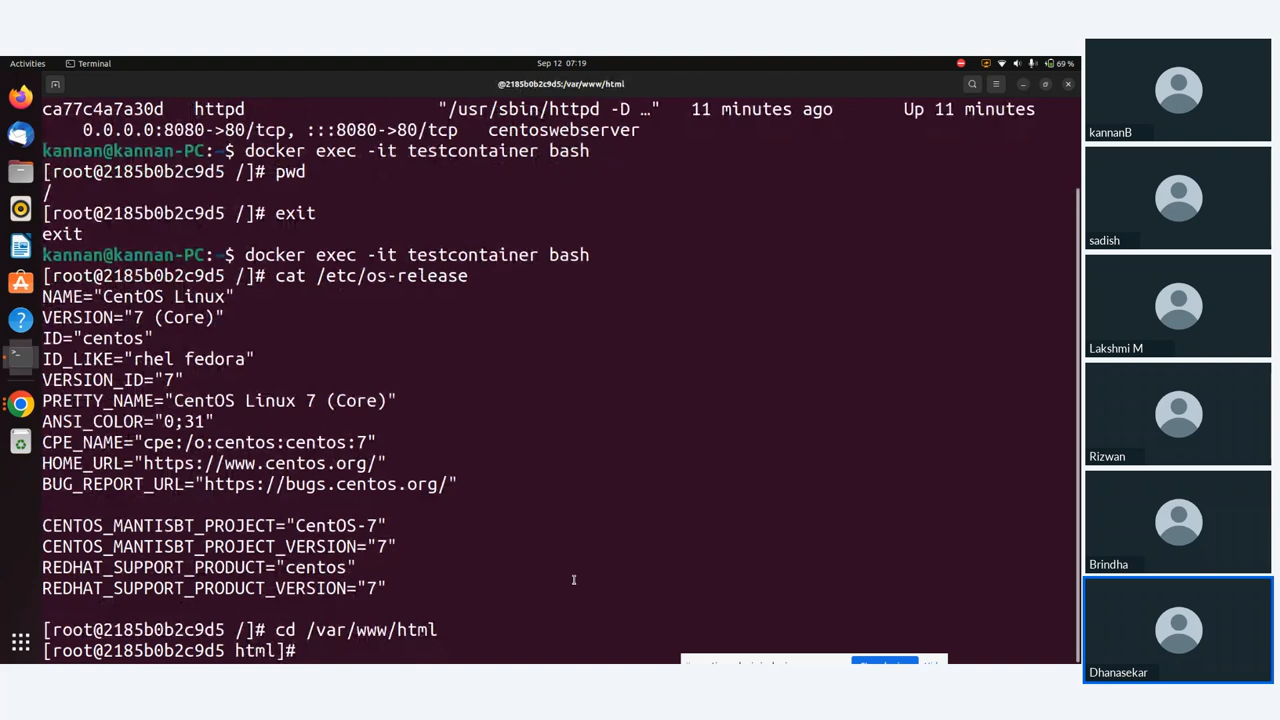 Activities
Terminal
Sep 12 07:19
69 %
@2185b0b2c9d5:/var/www/html
ca77c4a7a30d   httpd                   "/usr/sbin/httpd -D …"   11 minutes ago       Up 11 minutes
    0.0.0.0:8080->80/tcp, :::8080->80/tcp   centoswebserver
kannan@kannan-PC:~$ docker exec -it testcontainer bash
[root@2185b0b2c9d5 /]# pwd
/
[root@2185b0b2c9d5 /]# exit
exit
kannan@kannan-PC:~$ docker exec -it testcontainer bash
[root@2185b0b2c9d5 /]# cat /etc/os-release
NAME="CentOS Linux"
VERSION="7 (Core)"
ID="centos"
ID_LIKE="rhel fedora"
VERSION_ID="7"
PRETTY_NAME="CentOS Linux 7 (Core)"
ANSI_COLOR="0;31"
CPE_NAME="cpe:/o:centos:centos:7"
HOME_URL="https://www.centos.org/"
BUG_REPORT_URL="https://bugs.centos.org/"
CENTOS_MANTISBT_PROJECT="CentOS-7"
CENTOS_MANTISBT_PROJECT_VERSION="7"
REDHAT_SUPPORT_PRODUCT="centos"
REDHAT_SUPPORT_PRODUCT_VERSION="7"
[root@2185b0b2c9d5 /]# cd /var/www/html
[root@2185b0b2c9d5 html]#
kannanB
sadish
Lakshmi M
Rizwan
Brindha
Dhanasekar